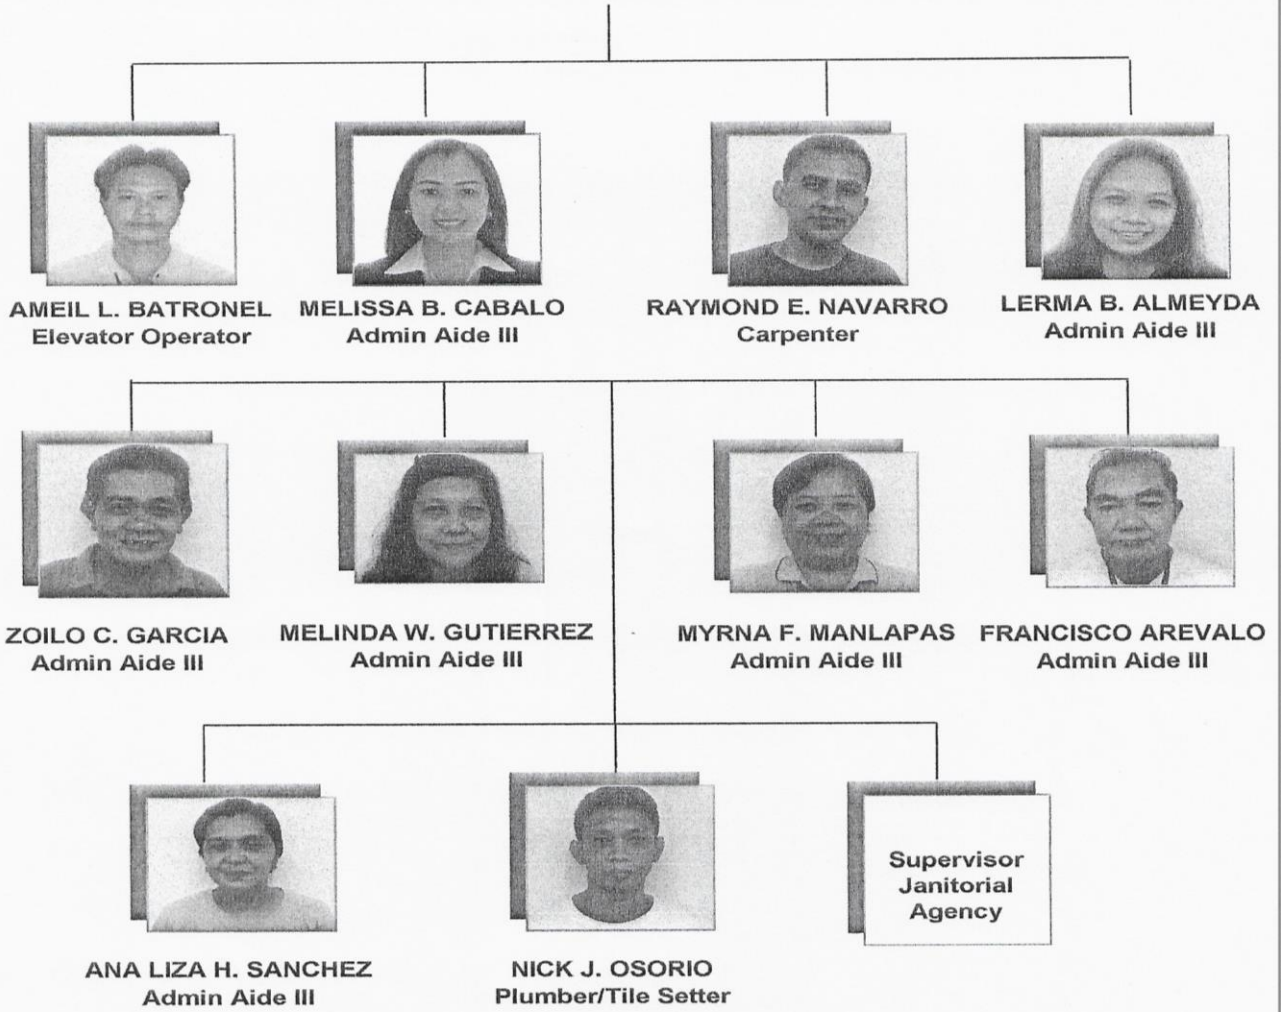 AMEIL L. BATRONEL
Elevator Operator
MELISSA B. CABALO
Admin Aide III
RAYMOND E. NAVARRO
Carpenter
LERMA B. ALMEYDA
Admin Aide III
ZOILO C. GARCIA
Admin Aide III
MELINDA W. GUTIERREZ
Admin Aide III
MYRNA F. MANLAPAS
Admin Aide III
FRANCISCO AREVALO
Admin Aide III
ANA LIZA H. SANCHEZ
Admin Aide III
NICK J. OSORIO
Plumber/Tile Setter
Supervisor
Janitorial
Agency